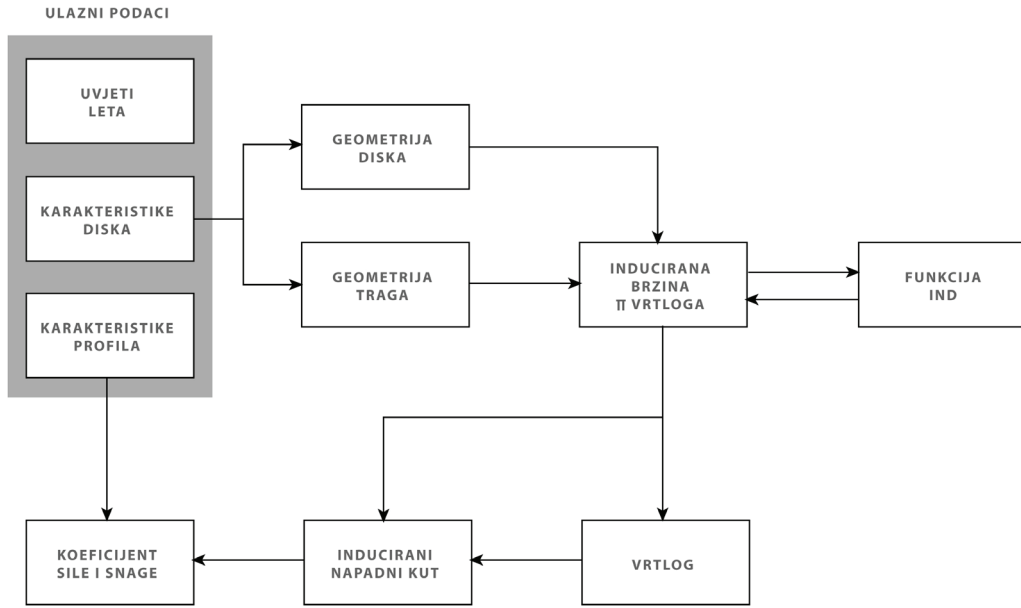 ULAZNI PODACI
UVJETI
LETA
KARAKTERISTIKE
DISKA
KARAKTERISTIKE
PROFILA
GEOMETRIJA
DISKA
GEOMETRIJA
TRAGA
INDUCIRANA
BRZINA
π VRTLOGA
FUNKCIJA
IND
KOEFICIJENT
SILE I SNAGE
INDUCIRANI
NAPADNI KUT
VRTLOG